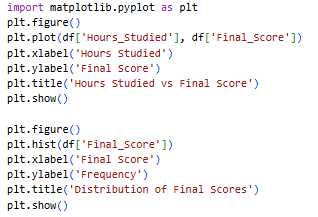 import matplotlib.pyplot as plt
plt.figure()
plt.plot(df['Hours_Studied'], df['Final_Score'])
plt.xlabel('Hours Studied')
plt.ylabel('Final Score')
plt.title('Hours Studied vs Final Score')
plt.show()

plt.figure()
plt.hist(df['Final_Score'])
plt.xlabel('Final Score')
plt.ylabel('Frequency')
plt.title('Distribution of Final Scores')
plt.show()